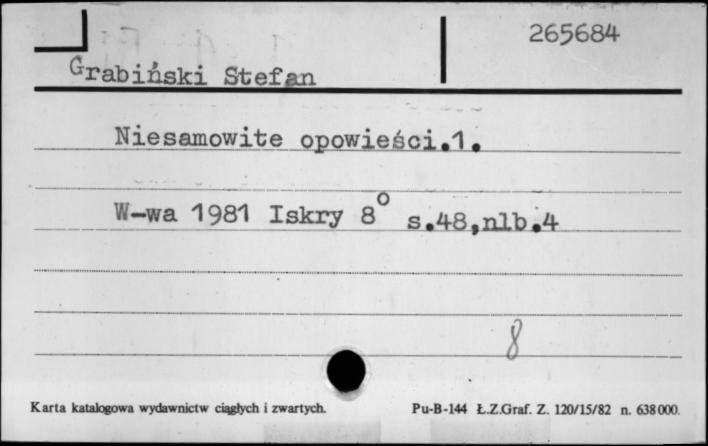 265684
Grabiński Stefan
Niesamowite opowieści.1.
W-wa 1981 Iskry 8° s.48,nlb.4
8
Karta katalogowa wydawnictw ciągłych i zwartych. Pu-B-144 Ł.Z.Graf. Z. 120/15/82 n. 638000.